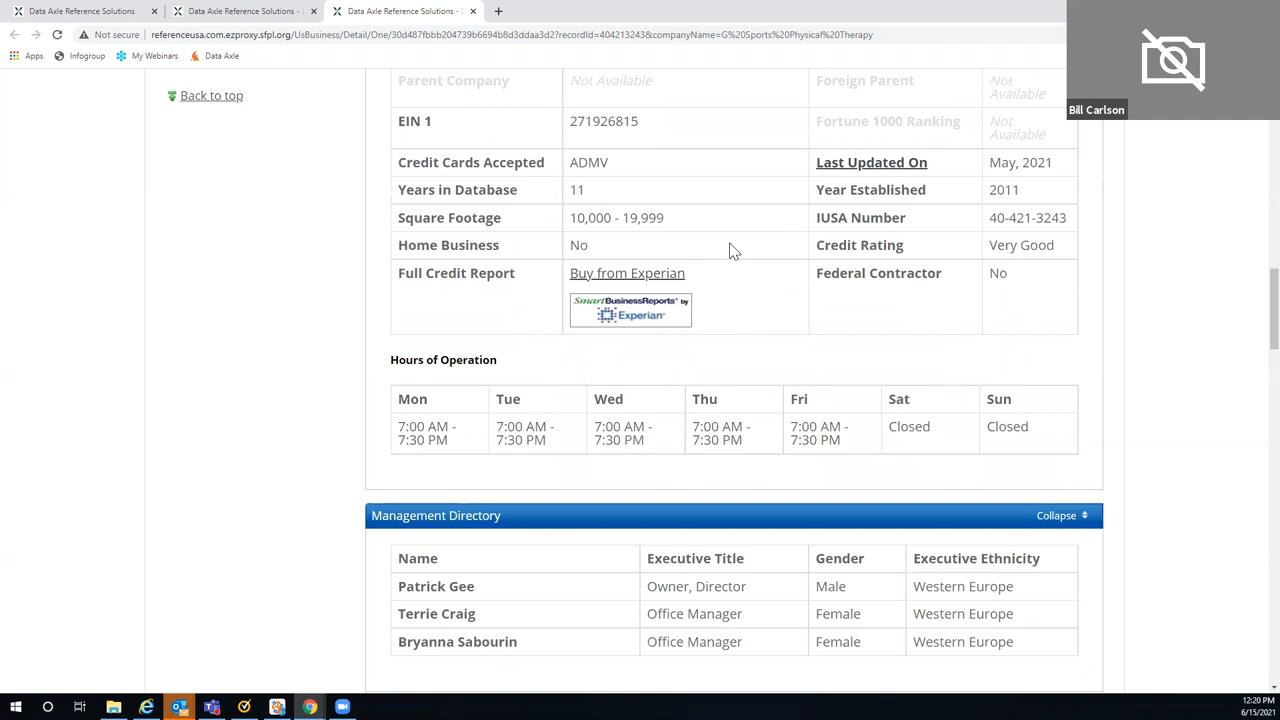 Data Axle Reference Solutions
Data Axle Reference Solutions -
Data Axle Reference Solutions - D
Not secure | referenceusa.com.ezproxy.sfpl.org/UsBusiness/Detail/One/30d487fbbb204739b6694b8d3ddaa3d2?recordId=404213243&companyName=G%20Sports%20Physical%20Therapy
Apps Infogroup My Webinars Data Axle
Bill Carlson
Back to top
Parent Company Not Available Foreign Parent Not
Available
EIN 1 271926815 Fortune 1000 Ranking Not
Available
Credit Cards Accepted ADMV Last Updated On May, 2021
Years in Database 11 Year Established 2011
Square Footage 10,000 - 19,999 IUSA Number 40-421-3243
Home Business No Credit Rating Very Good
Full Credit Report Buy from Experian Federal Contractor No
SmartBusinessReports® by
Experian
Hours of Operation
Mon Tue Wed Thu Fri Sat Sun
7:00 AM - 7:00 AM - 7:00 AM - 7:00 AM - 7:00 AM - Closed Closed
7:30 PM 7:30 PM 7:30 PM 7:30 PM 7:30 PM
Management Directory Collapse
Name Executive Title Gender Executive Ethnicity
Patrick Gee Owner, Director Male Western Europe
Terrie Craig Office Manager Female Western Europe
Bryanna Sabourin Office Manager Female Western Europe
12:20 PM
6/15/2021